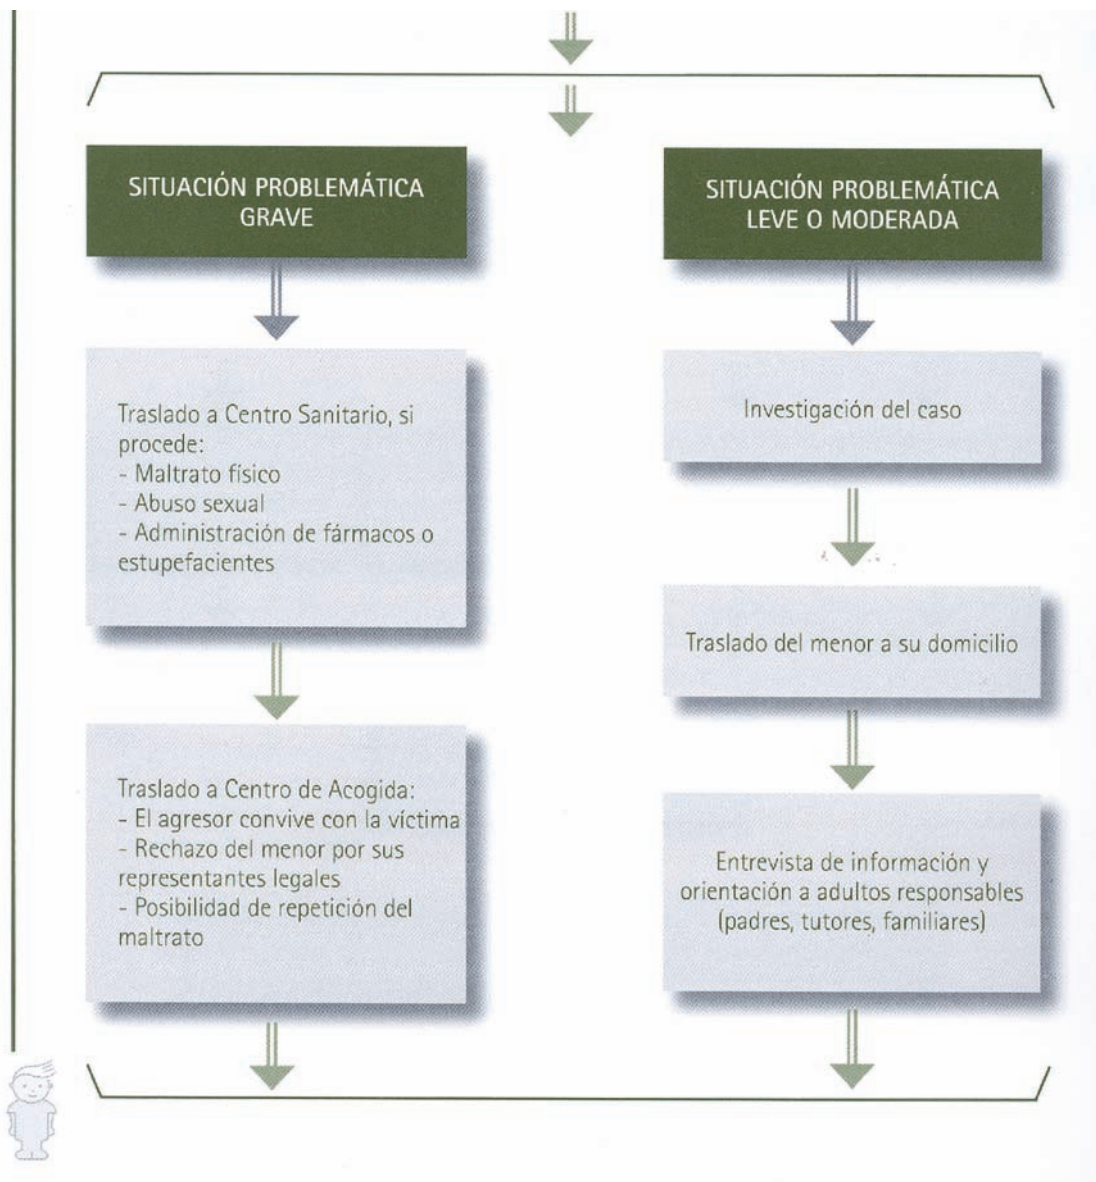 SITUACIÓN PROBLEMÁTICA
GRAVE
Traslado a Centro Sanitario, si
procede:
- Maltrato físico
- Abuso sexual
- Administración de fármacos o
estupefacientes
Traslado a Centro de Acogida:
- El agresor convive con la víctima
- Rechazo del menor por sus
representantes legales
- Posibilidad de repetición del
maltrato
SITUACIÓN PROBLEMÁTICA
LEVE O MODERADA
Investigación del caso
Traslado del menor a su domicilio
Entrevista de información y
orientación a adultos responsables
(padres, tutores, familiares)